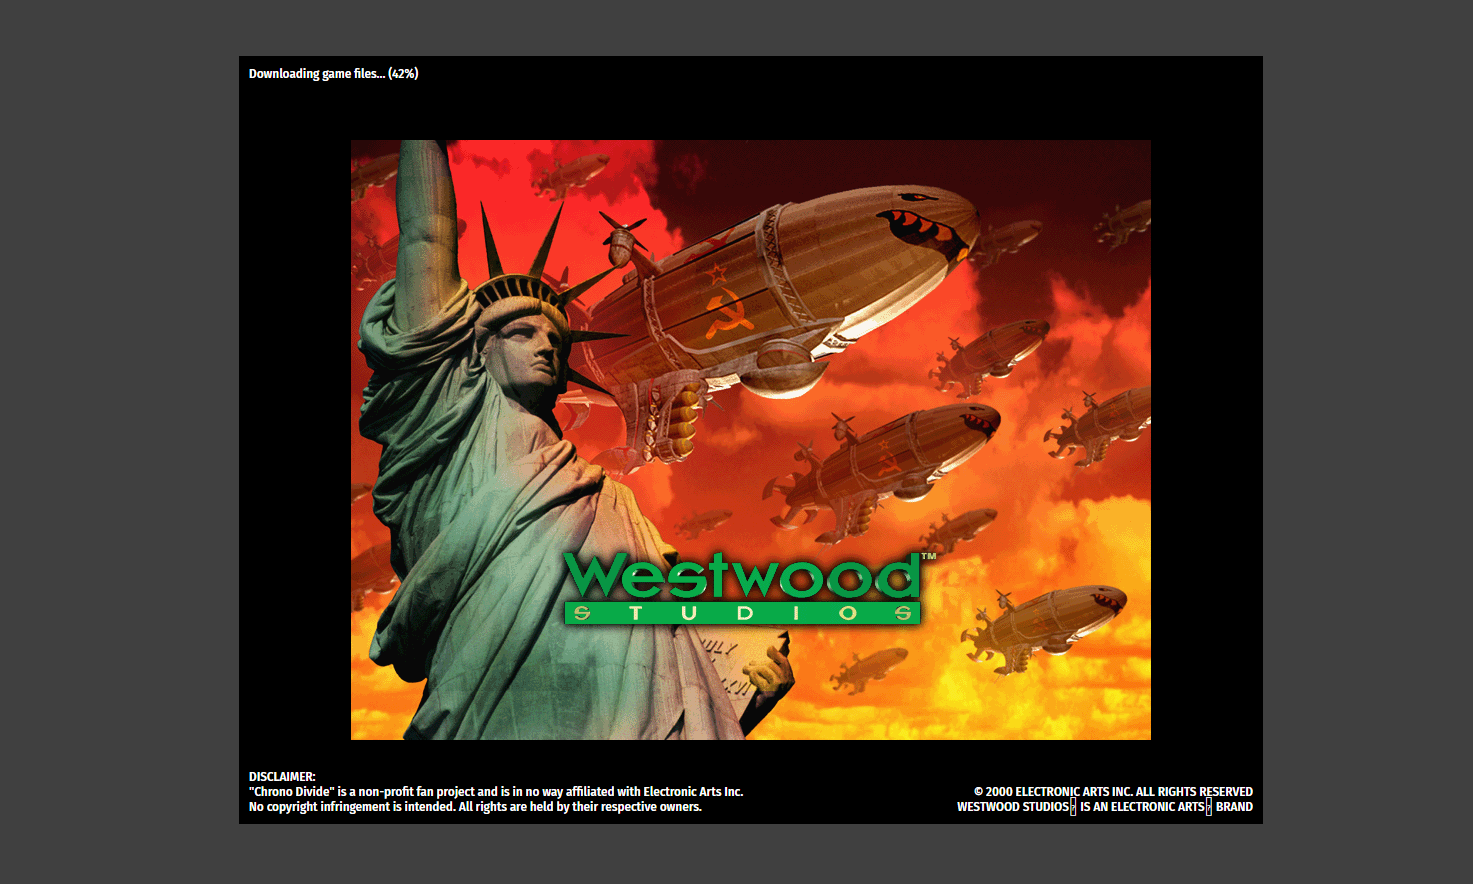 Downloading game files... (42%)
Westwood™
STUDIOS
JULY
DISCLAIMER:
"Chrono Divide" is a non-profit fan project and is in no way affiliated with Electronic Arts Inc.
No copyright infringement is intended. All rights are held by their respective owners.
© 2000 ELECTRONIC ARTS INC. ALL RIGHTS RESERVED
WESTWOOD STUDIOS IS AN ELECTRONIC ARTS BRAND